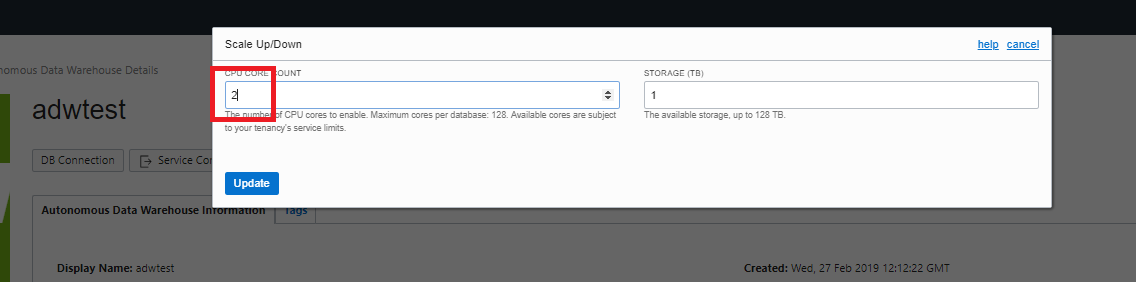 Scale Up/Down
help cancel
CPU CORE COUNT
STORAGE (TB)
2
1
The number of CPU cores to enable. Maximum cores per database: 128. Available cores are subject
to your tenancy's service limits.
The available storage, up to 128 TB.
Update
nomous Data Warehouse Details
adwtest
DB Connection
Service Con
Autonomous Data Warehouse Information
Tags
Display Name: adwtest
Created: Wed, 27 Feb 2019 12:12:22 GMT